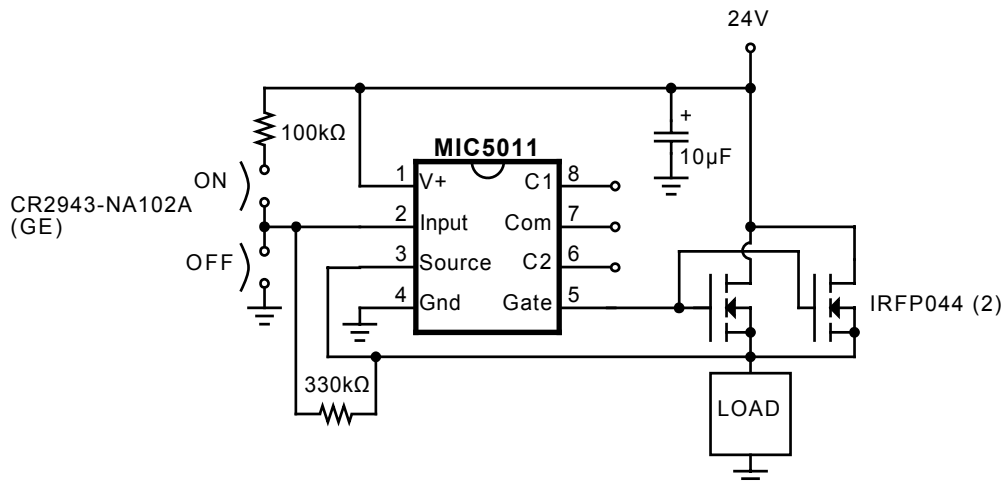 24V
100kΩ
MIC5011
+
10µF
ON
CR2943-NA102A
(GE)
OFF
1 V+ C1 8
2 Input Com 7
3 Source C2 6
4 Gnd Gate 5
IRFP044 (2)
330kΩ
LOAD